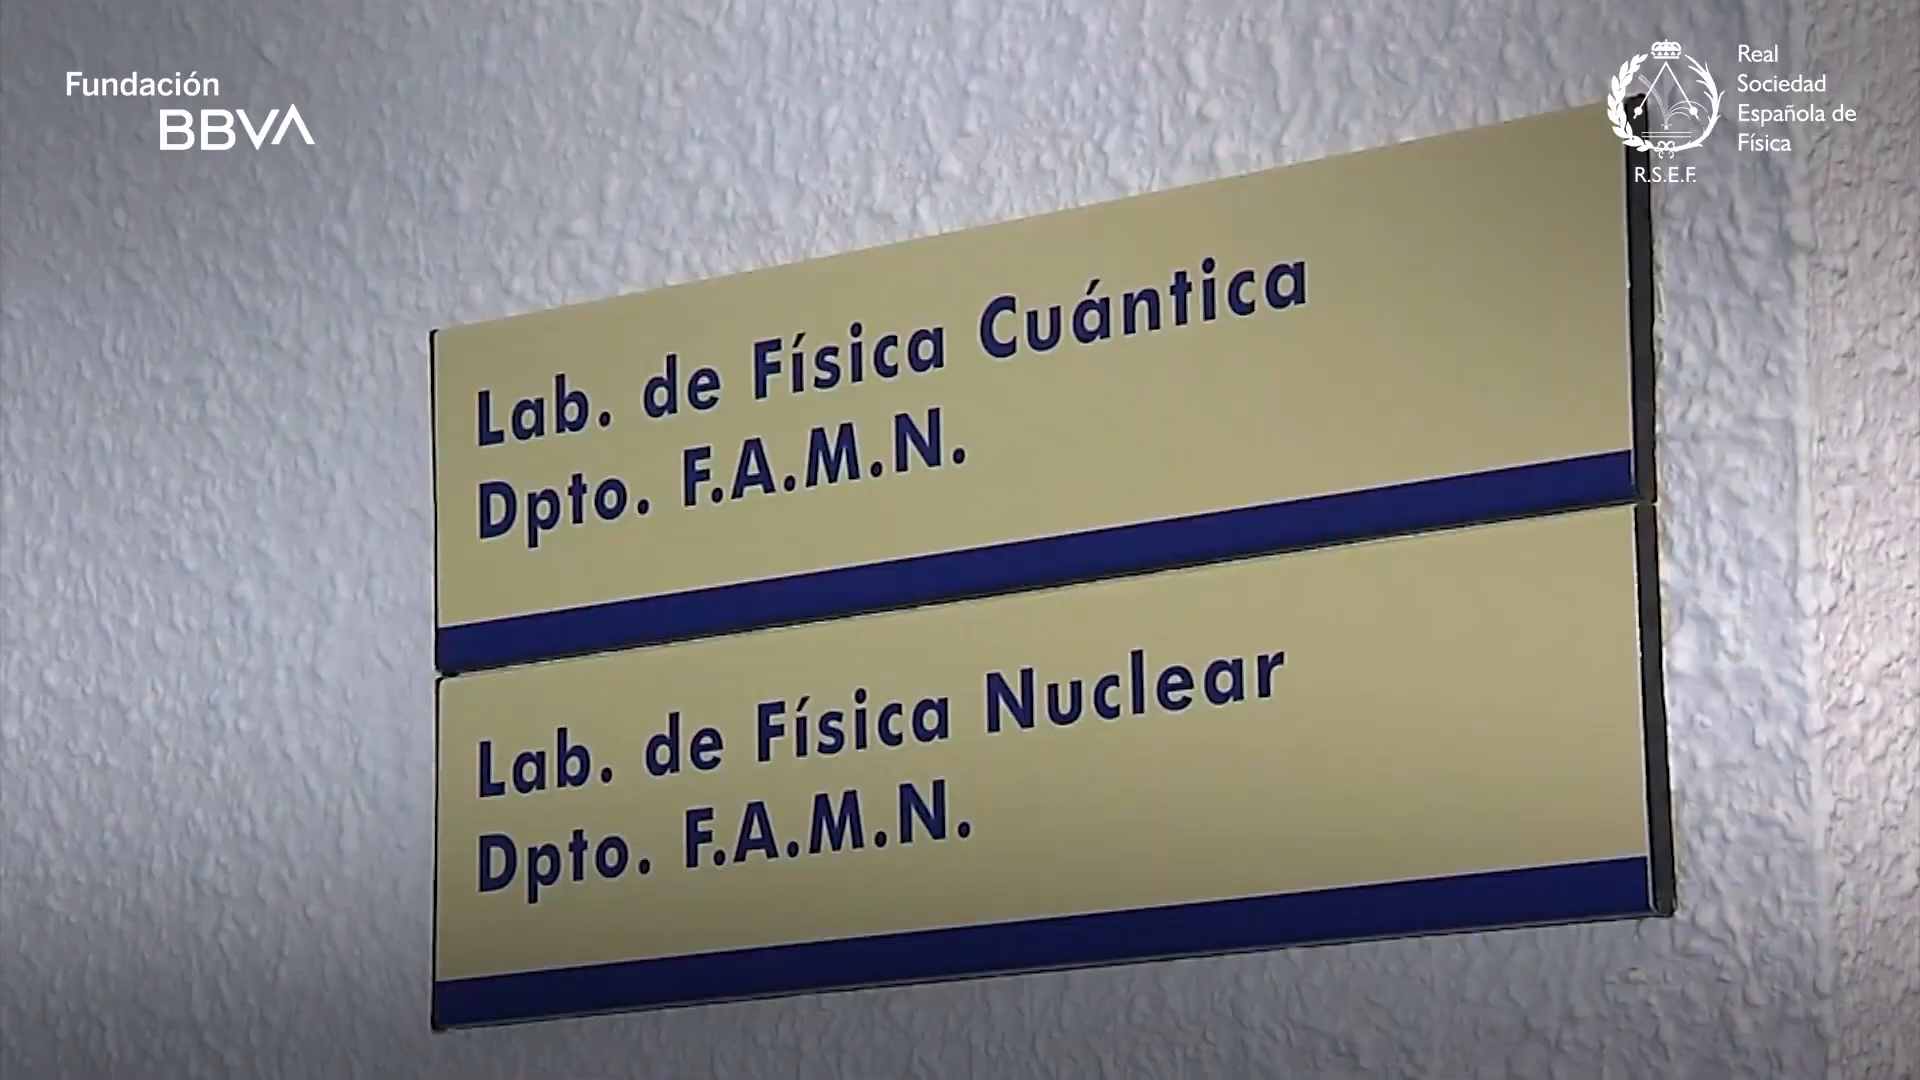 Fundación
BBVA
Real
Sociedad
Española de
Física
R.S.E.F.
Lab. de Física Cuántica
Dpto. F.A.M.N.
Lab. de Física Nuclear
Dpto. F.A.M.N.